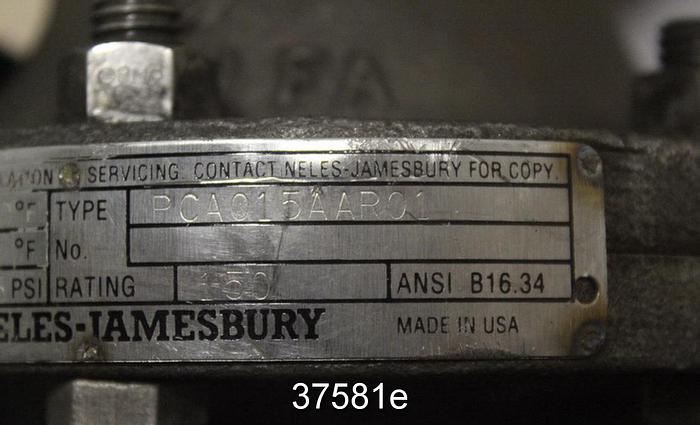 SERVICING. CONTACT NELES-JAMESBURY FOR COPY.
°F TYPE PCA015AAR01
°F No.
PSI RATING 150 ANSI B16.34
ELES-JAMESBURY MADE IN USA
37581e